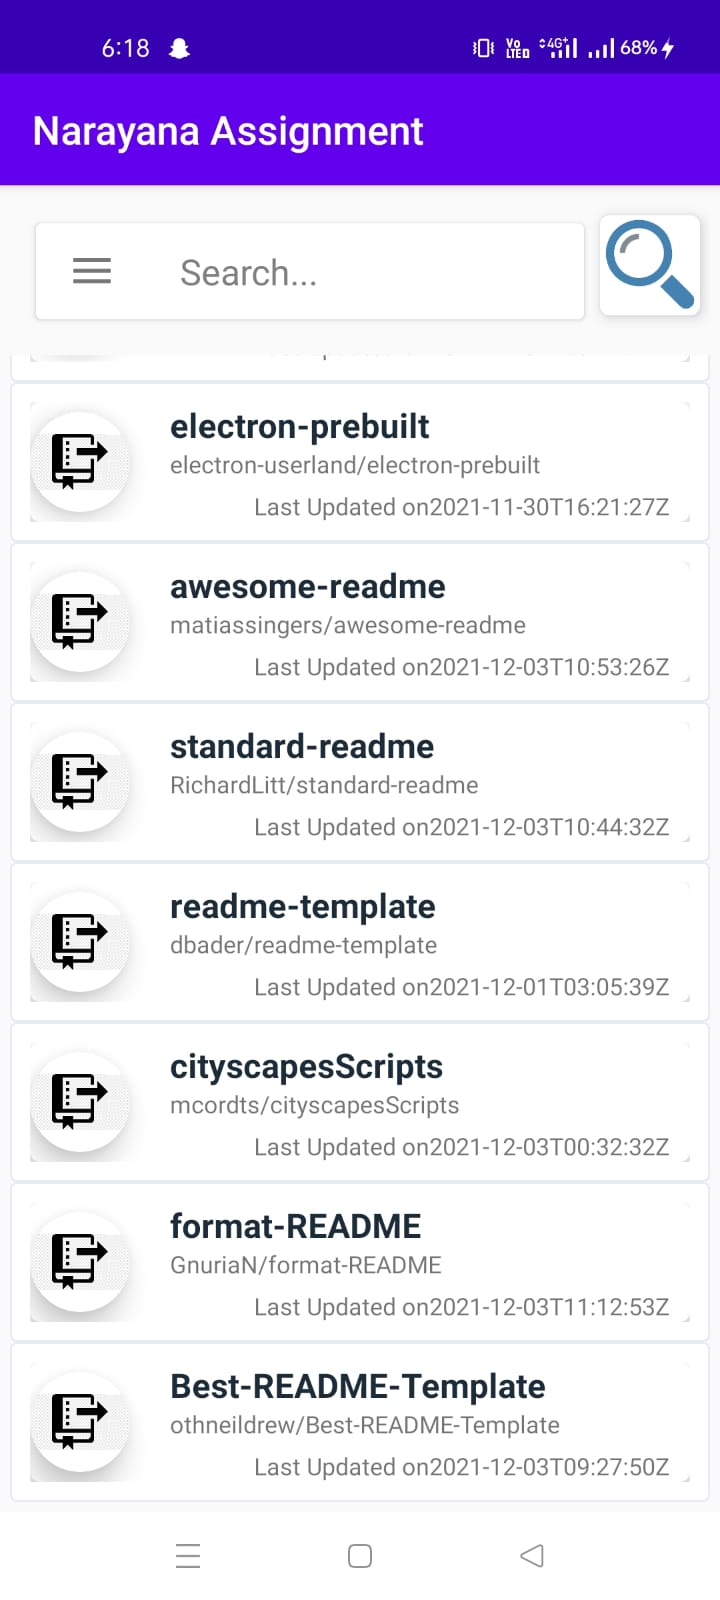 6:18
Vo LTE 4G+ 68%
Narayana Assignment
Search...
electron-prebuilt
electron-userland/electron-prebuilt
Last Updated on2021-11-30T16:21:27Z
awesome-readme
matiassingers/awesome-readme
Last Updated on2021-12-03T10:53:26Z
standard-readme
RichardLitt/standard-readme
Last Updated on2021-12-03T10:44:32Z
readme-template
dbader/readme-template
Last Updated on2021-12-01T03:05:39Z
cityscapesScripts
mcordts/cityscapesScripts
Last Updated on2021-12-03T00:32:32Z
format-README
GnuriaN/format-README
Last Updated on2021-12-03T11:12:53Z
Best-README-Template
othneildrew/Best-README-Template
Last Updated on2021-12-03T09:27:50Z